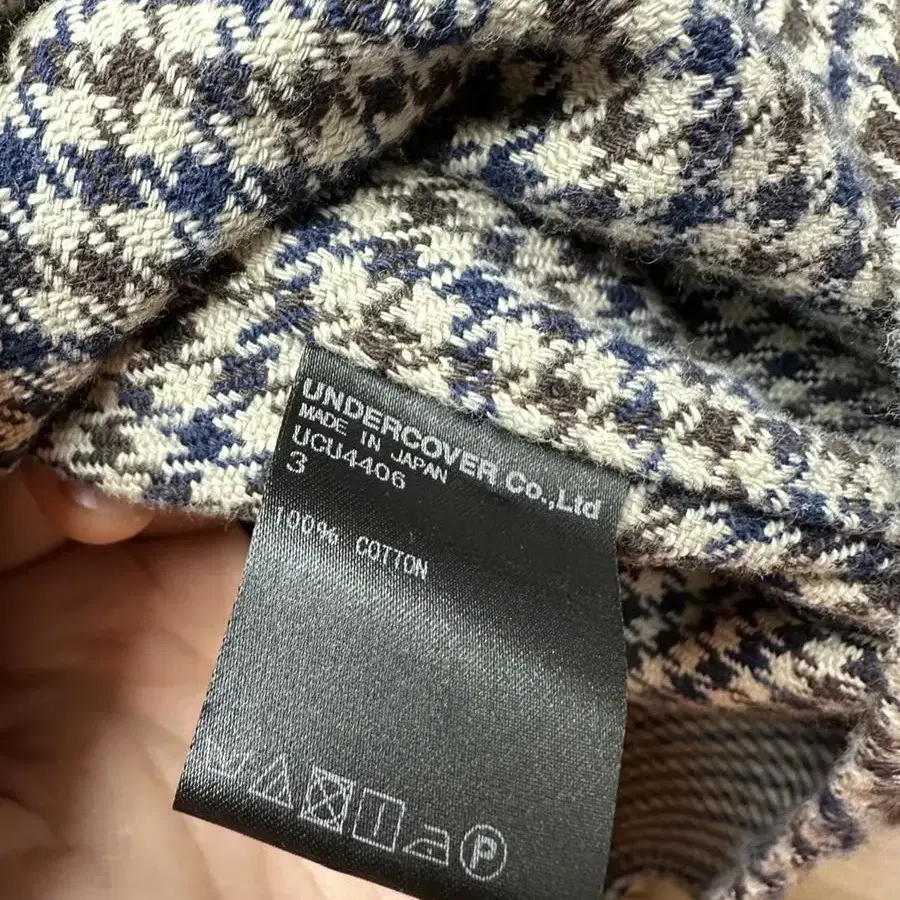 UNDERCOVER Co.,Ltd
MADE IN JAPAN
UCU4406
3
100% COTTON
P